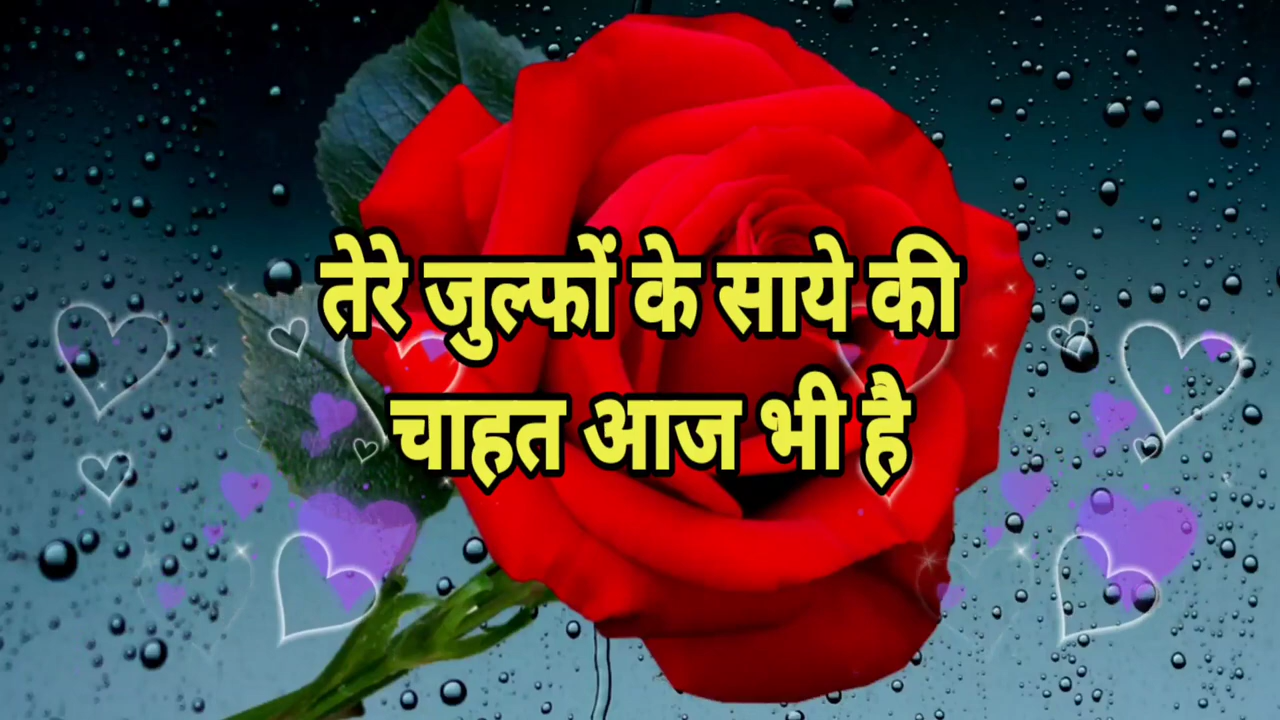 तेरे जुल्फों के साये की
चाहत आज भी है